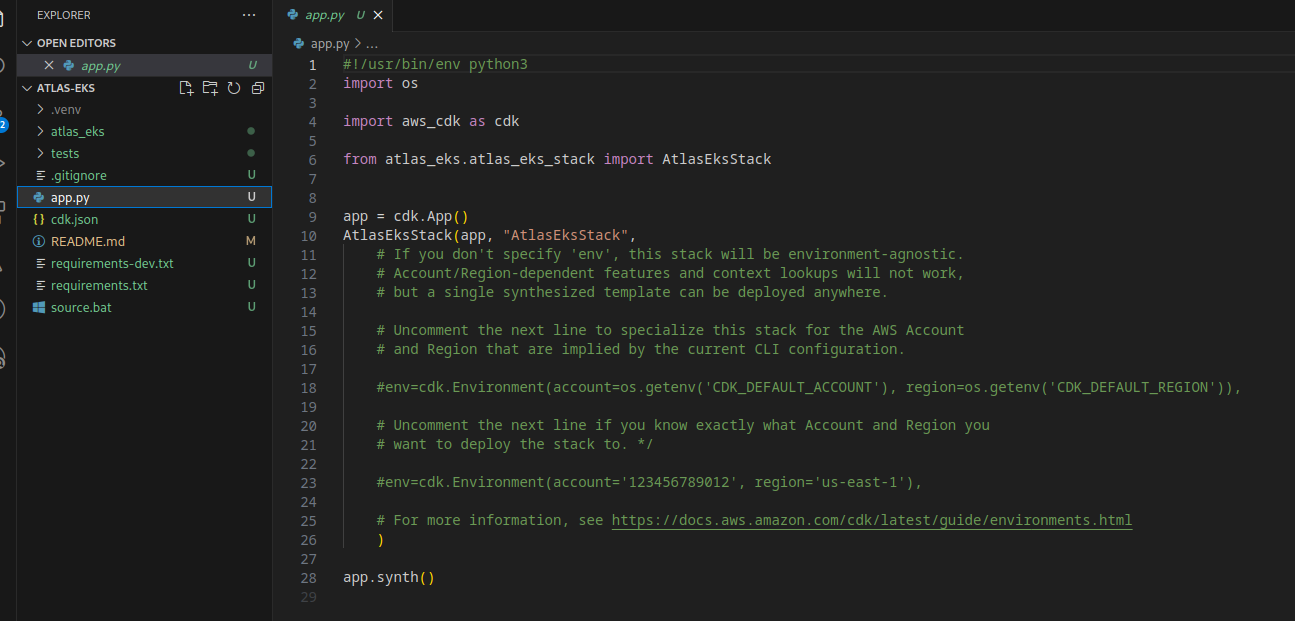 EXPLORER
OPEN EDITORS
app.py U
ATLAS-EKS
.venv
atlas_eks
tests
.gitignore U
app.py U
cdk.json U
README.md M
requirements-dev.txt U
requirements.txt U
source.bat U
2
app.py U
app.py > ...
1 #!/usr/bin/env python3
2 import os
3
4 import aws_cdk as cdk
5
6 from atlas_eks.atlas_eks_stack import AtlasEksStack
7
8
9 app = cdk.App()
10 AtlasEksStack(app, "AtlasEksStack",
11 # If you don't specify 'env', this stack will be environment-agnostic.
12 # Account/Region-dependent features and context lookups will not work,
13 # but a single synthesized template can be deployed anywhere.
14
15 # Uncomment the next line to specialize this stack for the AWS Account
16 # and Region that are implied by the current CLI configuration.
17
18 #env=cdk.Environment(account=os.getenv('CDK_DEFAULT_ACCOUNT'), region=os.getenv('CDK_DEFAULT_REGION')),
19
20 # Uncomment the next line if you know exactly what Account and Region you
21 # want to deploy the stack to. */
22
23 #env=cdk.Environment(account='123456789012', region='us-east-1'),
24
25 # For more information, see https://docs.aws.amazon.com/cdk/latest/guide/environments.html
26 )
27
28 app.synth()
29